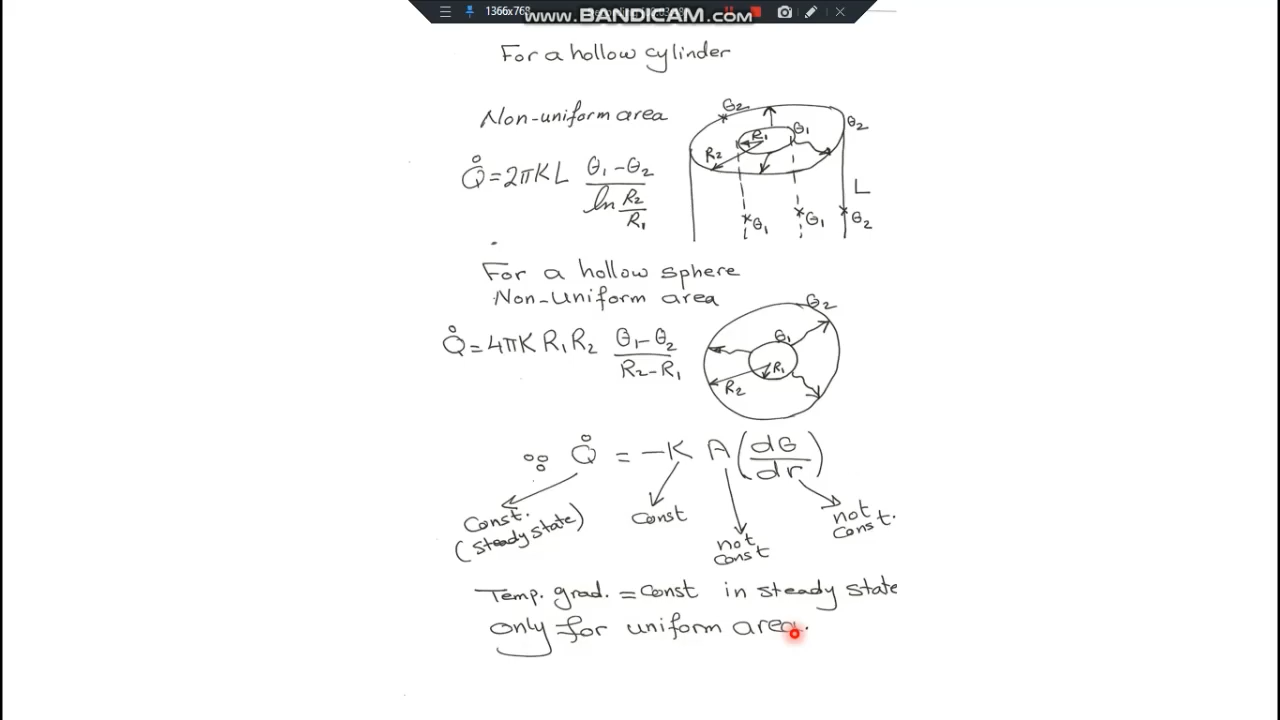 1366x768
www.BANDICAM.com
For a hollow cylinder
Non-uniform area
Q̊ = 2πKL (θ₁ - θ₂) / (ln R₂/R₁)
θ₂
θ₁
θ₂
R₁
R₂
L
θ₁
θ₁
θ₂
For a hollow sphere
Non-Uniform area
Q̊ = 4πK R₁R₂ (θ₁ - θ₂) / (R₂ - R₁)
θ₂
θ₁
R₁
R₂
∵ Q̊ = -K A (dθ/dr)
Const. (steady state)
Const
not Const
not Const.
Temp. grad. = Const in steady state
only for uniform area.